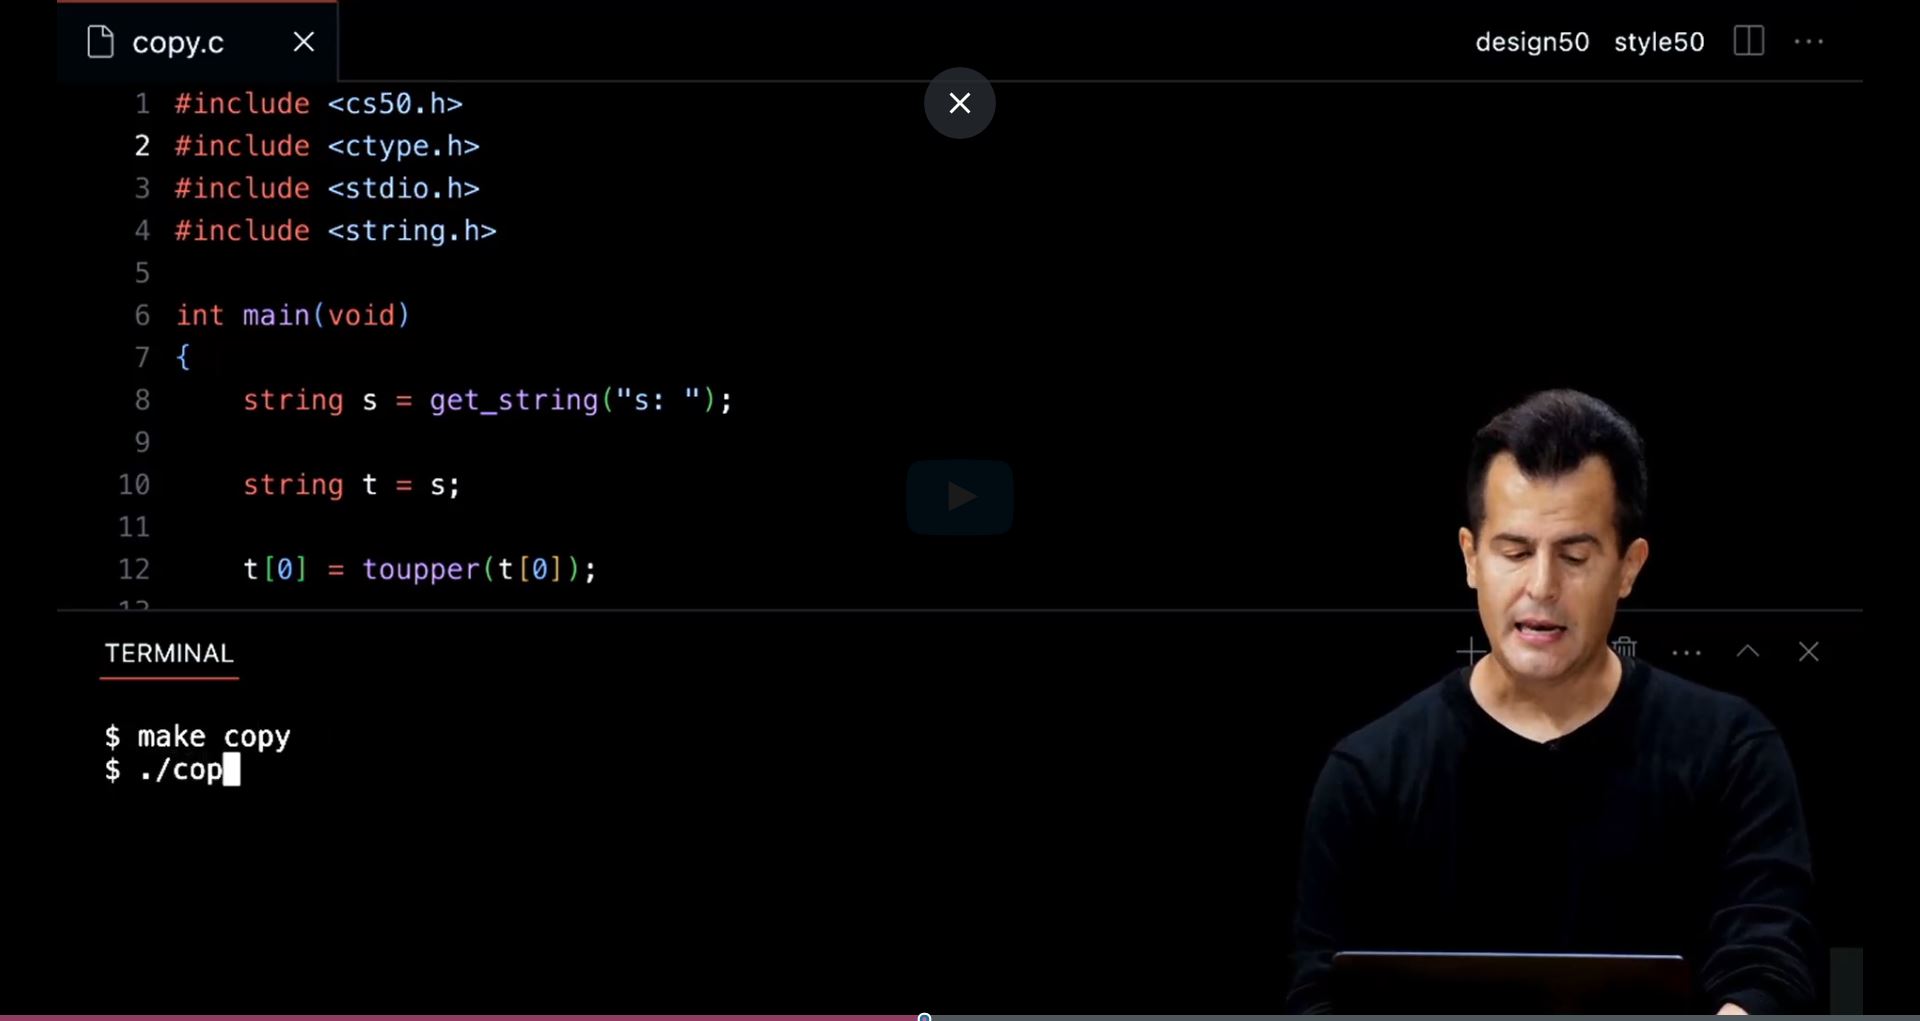 copy.c
design50 style50
1 #include <cs50.h>
2 #include <ctype.h>
3 #include <stdio.h>
4 #include <string.h>
5
6 int main(void)
7 {
8     string s = get_string("s: ");
9
10     string t = s;
11
12     t[0] = toupper(t[0]);
13
TERMINAL
$ make copy
$ ./cop